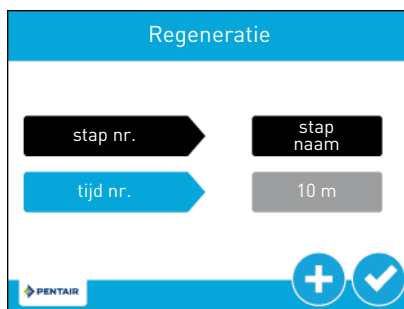 Regeneratie
stap nr.
stap
naam
tijd nr.
10 m
PENTAIR